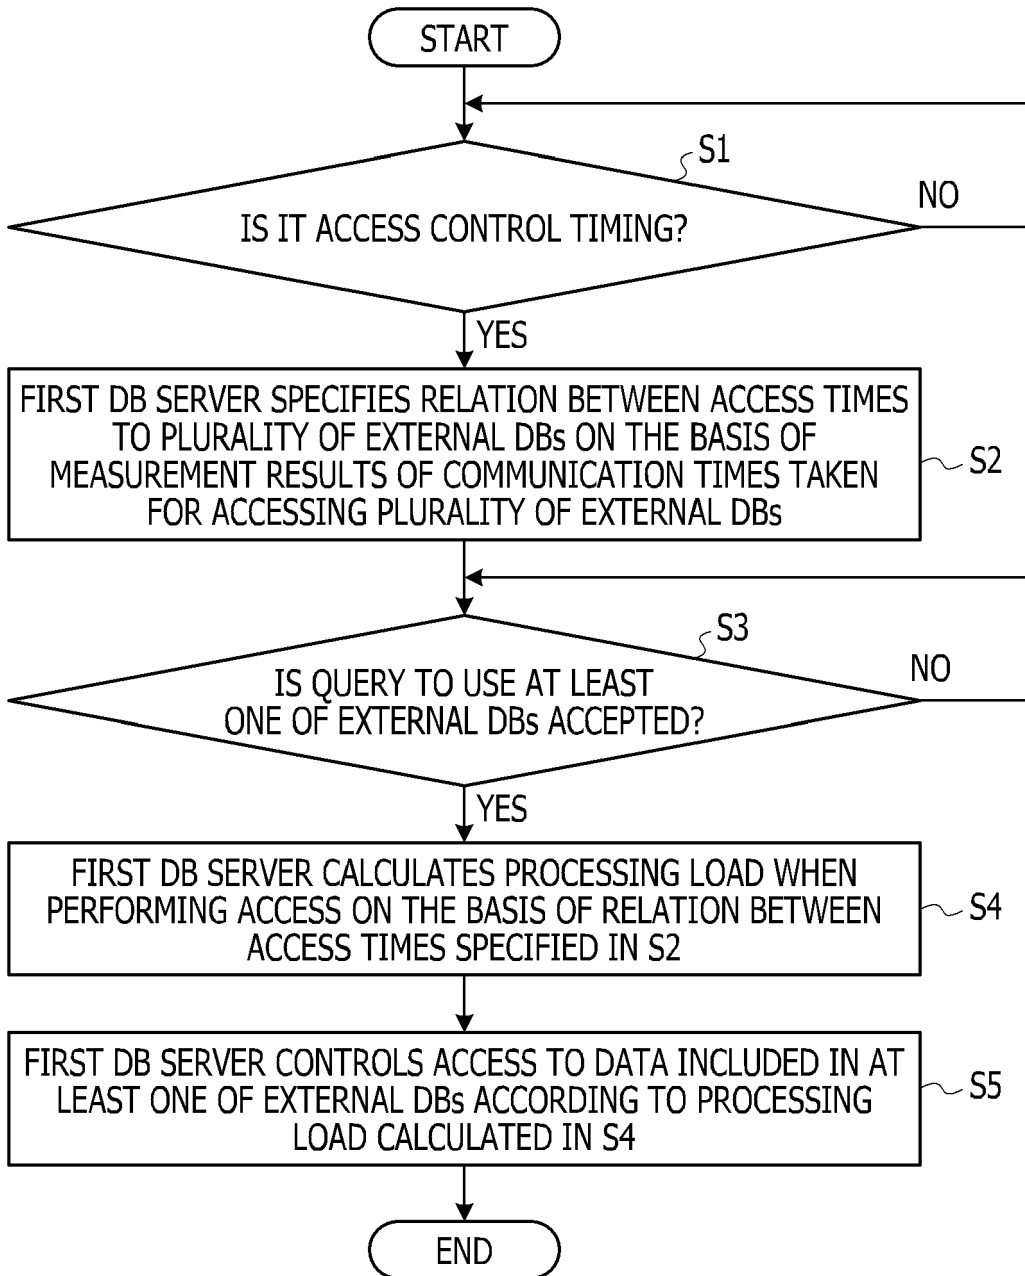 START
S1
NO
IS IT ACCESS CONTROL TIMING?
YES
FIRST DB SERVER SPECIFIES RELATION BETWEEN ACCESS TIMES
TO PLURALITY OF EXTERNAL DBs ON THE BASIS OF
MEASUREMENT RESULTS OF COMMUNICATION TIMES TAKEN
FOR ACCESSING PLURALITY OF EXTERNAL DBs
S2
S3
NO
IS QUERY TO USE AT LEAST
ONE OF EXTERNAL DBs ACCEPTED?
YES
FIRST DB SERVER CALCULATES PROCESSING LOAD WHEN
PERFORMING ACCESS ON THE BASIS OF RELATION BETWEEN
ACCESS TIMES SPECIFIED IN S2
S4
FIRST DB SERVER CONTROLS ACCESS TO DATA INCLUDED IN AT
LEAST ONE OF EXTERNAL DBs ACCORDING TO PROCESSING
LOAD CALCULATED IN S4
S5
END